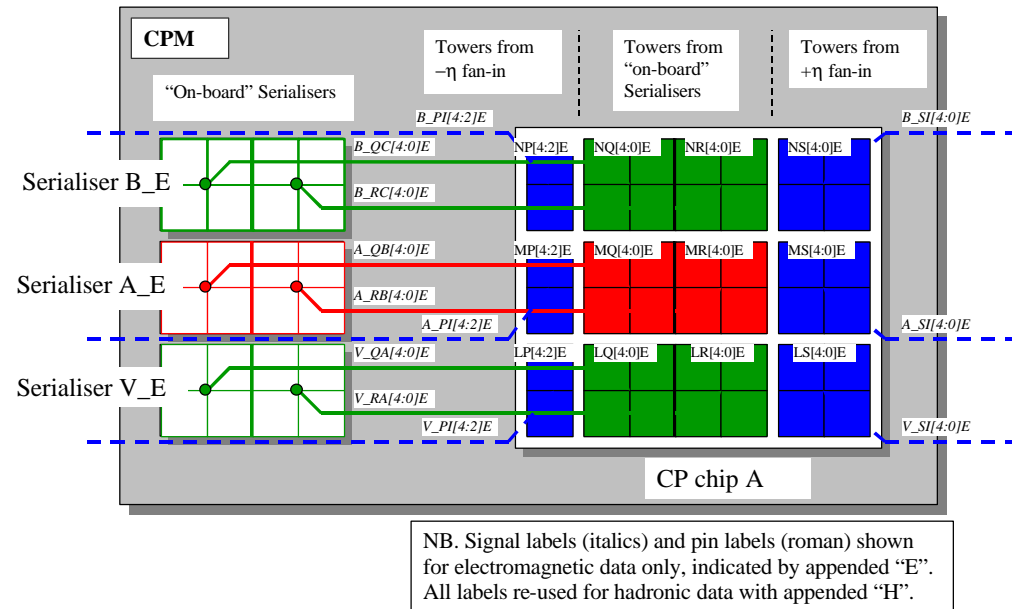 CPM
Towers from
−η fan-in
Towers from
“on-board”
Serialisers
Towers from
+η fan-in
“On-board” Serialisers
B_PI[4:2]E
B_SI[4:0]E
B_QC[4:0]E
NP[4:2]E
NQ[4:0]E
NR[4:0]E
NS[4:0]E
Serialiser B_E
B_RC[4:0]E
A_QB[4:0]E
MP[4:2]E
MQ[4:0]E
MR[4:0]E
MS[4:0]E
Serialiser A_E
A_RB[4:0]E
A_PI[4:2]E
A_SI[4:0]E
V_QA[4:0]E
LP[4:2]E
LQ[4:0]E
LR[4:0]E
LS[4:0]E
Serialiser V_E
V_RA[4:0]E
V_PI[4:2]E
V_SI[4:0]E
CP chip A
NB. Signal labels (italics) and pin labels (roman) shown
for electromagnetic data only, indicated by appended “E”.
All labels re-used for hadronic data with appended “H”.